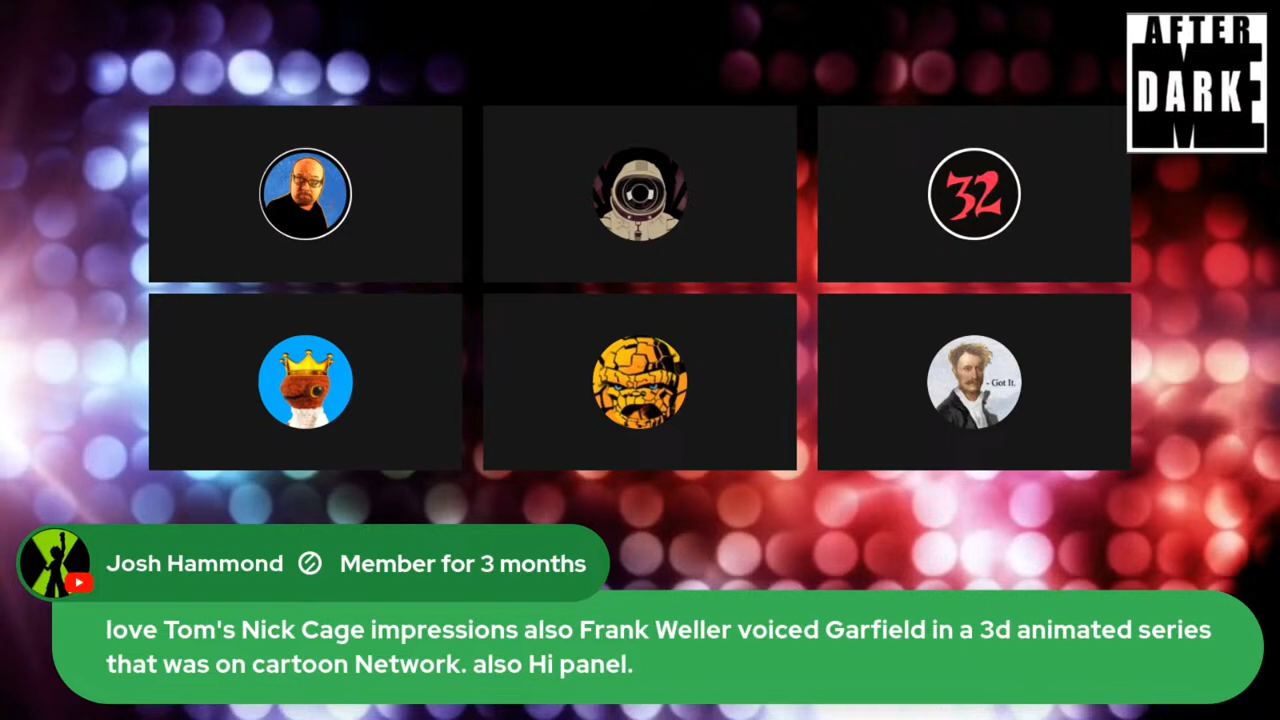 AFTER
ME
DARK
32
- Got It.
Josh Hammond Member for 3 months
love Tom's Nick Cage impressions also Frank Weller voiced Garfield in a 3d animated series
that was on cartoon Network. also Hi panel.